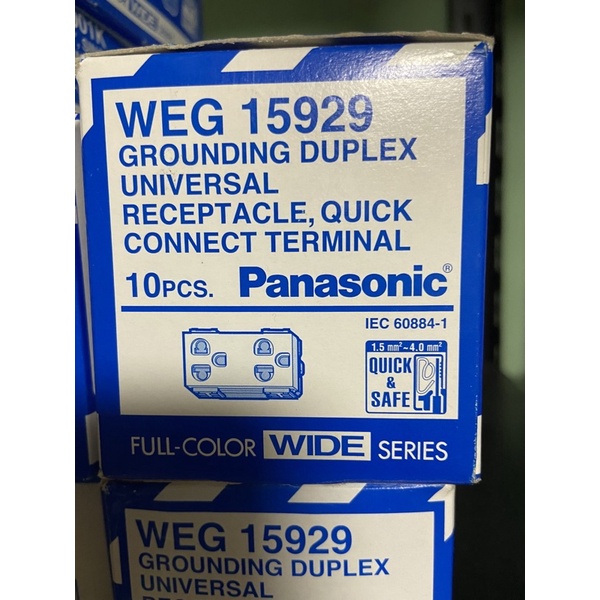 WEG 15929
GROUNDING DUPLEX
UNIVERSAL
RECEPTACLE, QUICK
CONNECT TERMINAL
10PCS. Panasonic®
IEC 60884-1
1.5 mm²~4.0 mm²
QUICK
&
SAFE
FULL-COLOR WIDE SERIES
WEG 15929
GROUNDING DUPLEX
UNIVERSAL